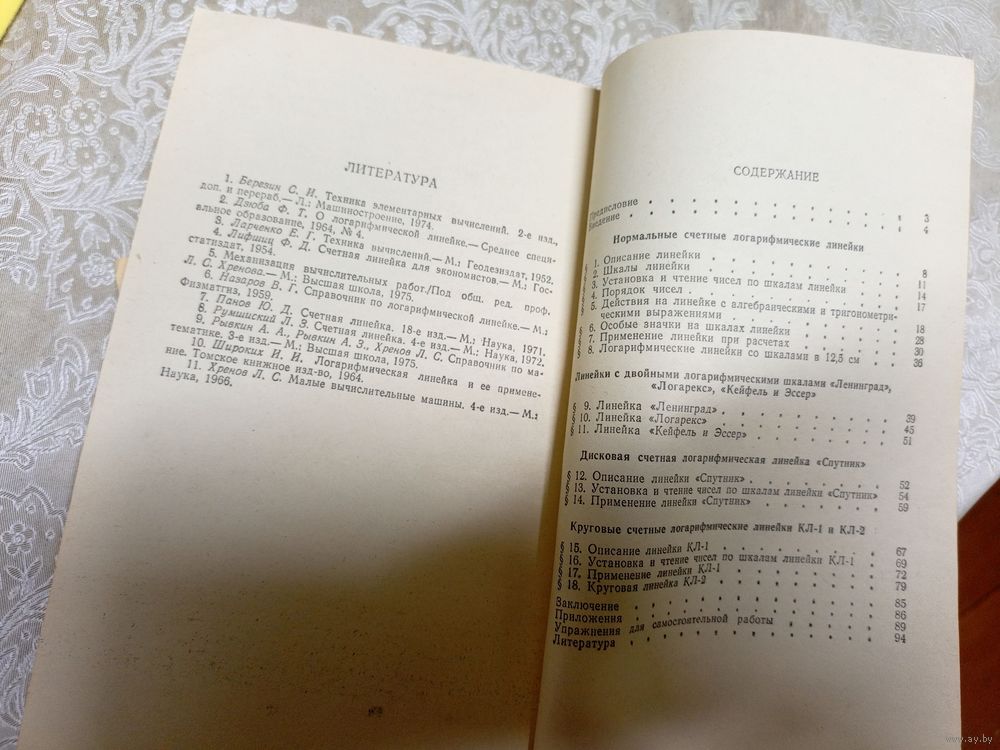 ЛИТЕРАТУРА
1. Березин С. И. Техника элементарных вычислений. 2-е изд.,
доп. и перераб.— Л.: Машиностроение, 1974.
2. Дзюба Ф. Т. О логарифмической линейке.— Среднее специ-
альное образование, 1964, № 4.
3. Ларченко Е. Г. Техника вычислений.— М.: Геодезиздат, 1952.
4. Лифшиц Ф. Д. Счетная линейка для экономистов.— М.: Гос-
статиздат, 1954.
5. Механизация вычислительных работ./Под общ. ред. проф.
Л. С. Хренова.— М.: Высшая школа, 1975.
6. Назаров В. Г. Справочник по логарифмической линейке.— М.:
Физматгиз, 1959.
7. Панов Ю. Д. Счетная линейка. 18-е изд.— М.: Наука, 1971.
8. Румшиский Л. З. Счетная линейка. 4-е изд.— М.: Наука, 1972.
9. Рывкин А. А., Рывкин А. З., Хренов Л. С. Справочник по ма-
тематике. 3-е изд.— М.: Высшая школа, 1975.
10. Широких И. И. Логарифмическая линейка и ее примене-
ние. Томское книжное изд-во, 1964.
11. Хренов Л. С. Малые вычислительные машины. 4-е изд.— М.:
Наука, 1966.
СОДЕРЖАНИЕ
Предисловие 3
Введение 4
Нормальные счетные логарифмические линейки
§ 1. Описание линейки 8
§ 2. Шкалы линейки 11
§ 3. Установка и чтение чисел по шкалам линейки 14
§ 4. Порядок чисел 17
§ 5. Действия на линейке с алгебраическими и тригонометри-
ческими выражениями 18
§ 6. Особые значки на шкалах линейки 28
§ 7. Применение линейки при расчетах 30
§ 8. Логарифмические линейки со шкалами в 12,5 см 36
Линейки с двойными логарифмическими шкалами «Ленинград»,
«Логарекс», «Кейфель и Эссер»
§ 9. Линейка «Ленинград» 39
§ 10. Линейка «Логарекс» 45
§ 11. Линейка «Кейфель и Эссер» 51
Дисковая счетная логарифмическая линейка «Спутник»
§ 12. Описание линейки «Спутник» 52
§ 13. Установка и чтение чисел по шкалам линейки «Спутник» 54
§ 14. Применение линейки «Спутник» 59
Круговые счетные логарифмические линейки КЛ-1 и КЛ-2
§ 15. Описание линейки КЛ-1 67
§ 16. Установка и чтение чисел по шкалам линейки КЛ-1 69
§ 17. Применение линейки КЛ-1 72
§ 18. Круговая линейка КЛ-2 79
Заключение 85
Приложения 86
Упражнения для самостоятельной работы 89
Литература 94
www.ay.by